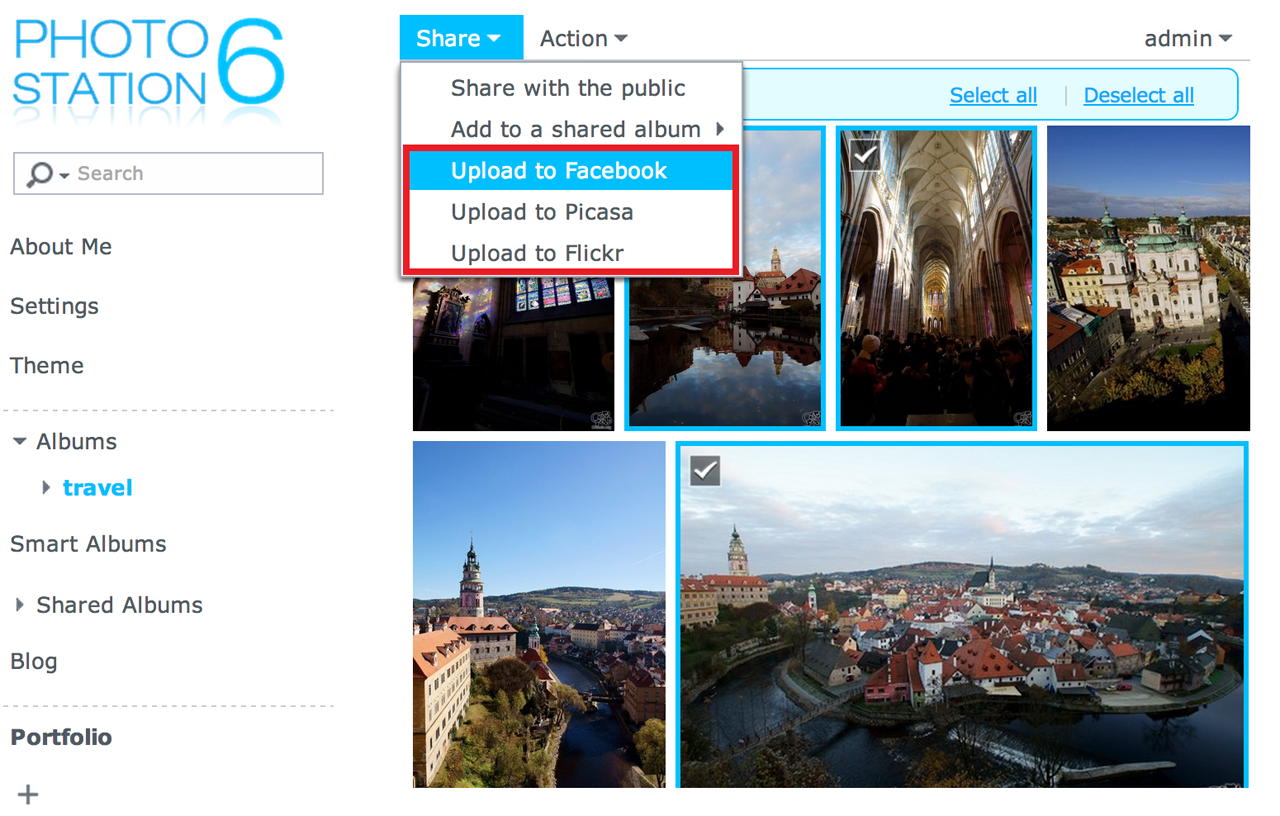 PHOTO
STATION 6
Share
Action
admin
Share with the public
Add to a shared album
Upload to Facebook
Upload to Picasa
Upload to Flickr
Select all
Deselect all
Search
About Me
Settings
Theme
Albums
travel
Smart Albums
Shared Albums
Blog
Portfolio
+